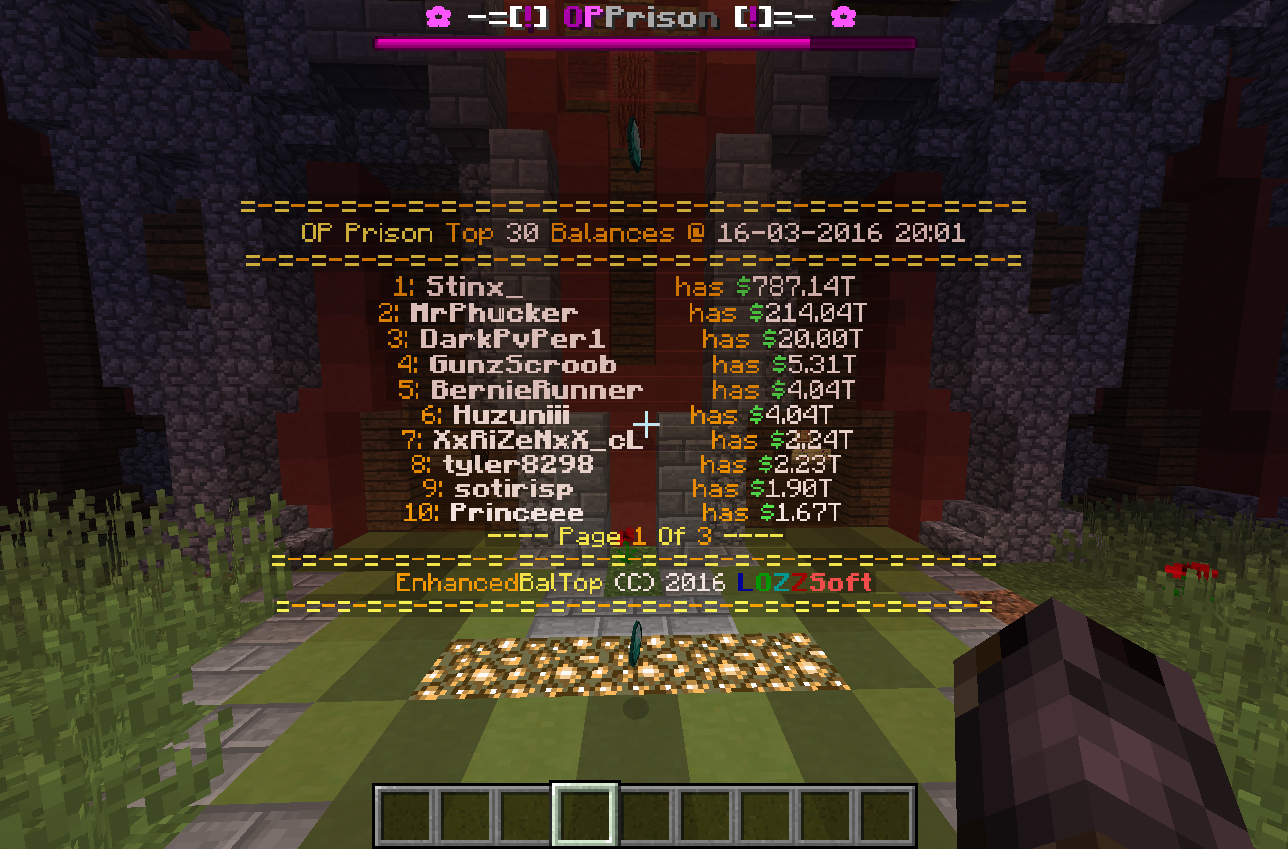 ✿ -=[!] OPPrison [!]=- ✿
=-=-=-=-=-=-=-=-=-=-=-=-=-=-=-=-=-=-=-=-=-=-=-=
OP Prison Top 30 Balances @ 16-03-2016 20:01
=-=-=-=-=-=-=-=-=-=-=-=-=-=-=-=-=-=-=-=-=-=-=-=
1: Stinx_ has $787.14T
2: MrPhucker has $214.04T
3: DarkPvPer1 has $20.00T
4: GunzScroob has $5.31T
5: BernieRunner has $4.04T
6: Huzuniii has $4.04T
7: XxRiZeNxX_cL has $2.24T
8: tyler8298 has $2.23T
9: sotirisp has $1.90T
10: Princeee has $1.67T
---- Page 1 Of 3 ----
=-=-=-=-=-=-=-=-=-=-=-=-=-=-=-=-=-=-=-=-=-=-=
EnhancedBalTop (C) 2016 LOZZSoft
=-=-=-=-=-=-=-=-=-=-=-=-=-=-=-=-=-=-=-=-=-=-=